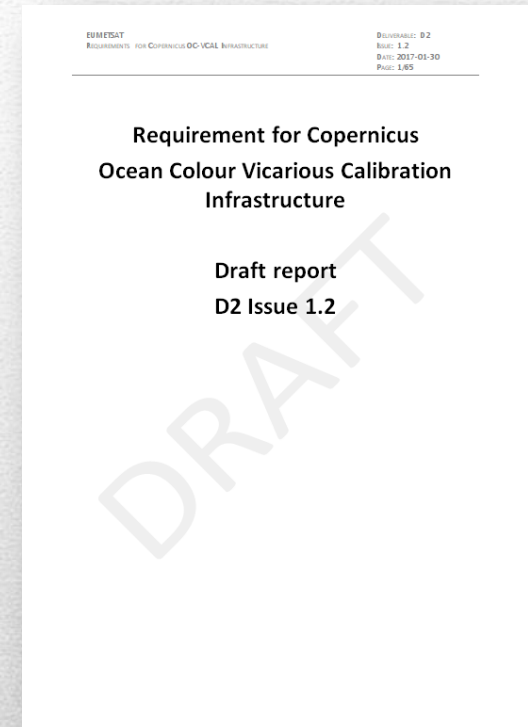 EUMETSAT
REQUIREMENTS FOR COPERNICUS OC-VCAL INFRASTRUCTURE
DELIVERABLE: D2
ISSUE: 1.2
DATE: 2017-01-30
PAGE: 1/65
Requirement for Copernicus
Ocean Colour Vicarious Calibration
Infrastructure
Draft report
D2 Issue 1.2
DRAFT